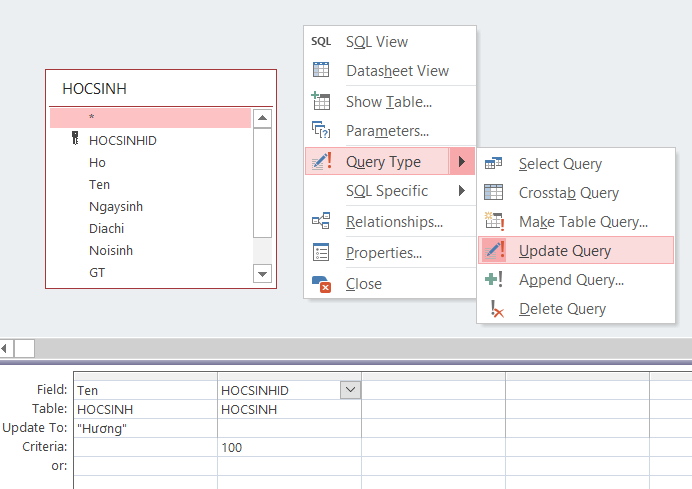 HOCSINH
*
HOCSINHID
Ho
Ten
Ngaysinh
Diachi
Noisinh
GT
SQL SQL View
Datasheet View
Show Table...
Parameters...
Query Type
SQL Specific
Relationships...
Properties...
Close
Select Query
Crosstab Query
Make Table Query...
Update Query
Append Query...
Delete Query
Field: Ten HOCSINHID
Table: HOCSINH HOCSINH
Update To: "Hương"
Criteria: 100
or: